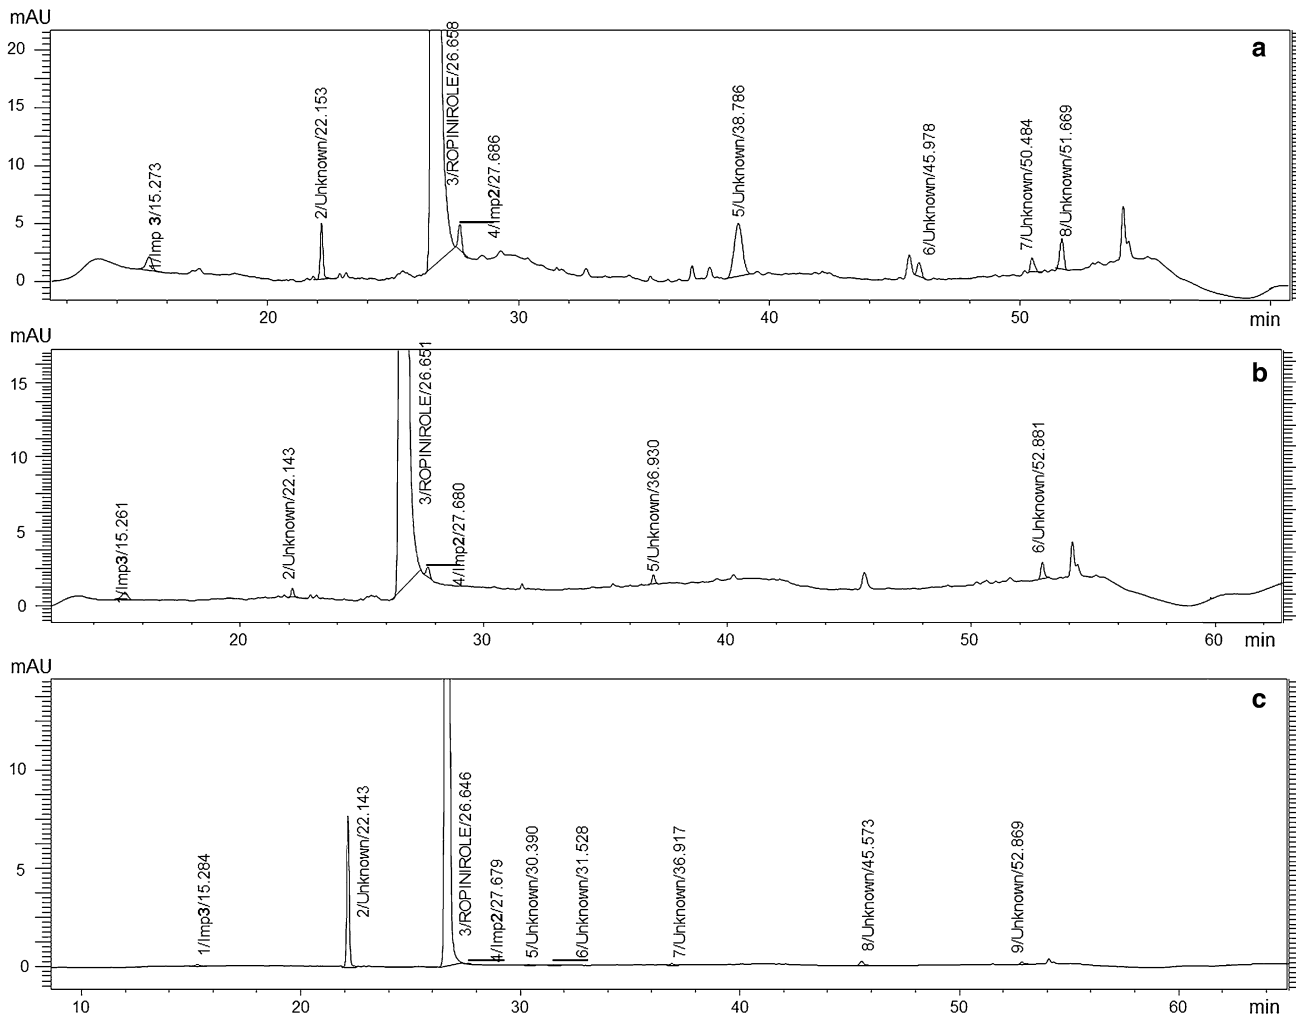 mAU
a
20
15
10
5
0
1/Imp 3/15.273
2/Unknown/22.153
3/ROPINIROLE/26.658
4/Imp2/27.686
5/Unknown/38.786
6/Unknown/45.978
7/Unknown/50.484
8/Unknown/51.669
20 30 40 50 min
mAU
b
15
10
5
0
1/Imp3/15.261
2/Unknown/22.143
3/ROPINIROLE/26.651
4/Imp2/27.680
5/Unknown/36.930
6/Unknown/52.881
20 30 40 50 60 min
mAU
c
10
5
0
1/Imp3/15.284
2/Unknown/22.143
3/ROPINIROLE/26.646
4/Imp2/27.679
5/Unknown/30.390
6/Unknown/31.528
7/Unknown/36.917
8/Unknown/45.573
9/Unknown/52.869
10 20 30 40 50 60 min